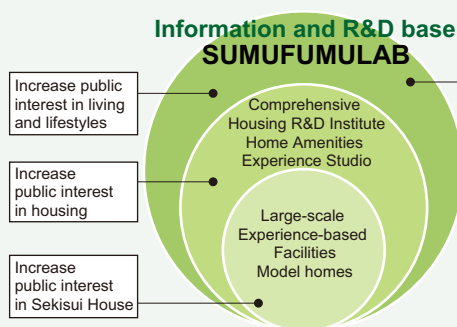 Information and R&D base
SUMUFUMULAB
Increase public
interest in living
and lifestyles
Comprehensive
Housing R&D Institute
Home Amenities
Experience Studio
Increase
public interest
in housing
Large-scale
Experience-based
Facilities
Model homes
Increase
public interest
in Sekisui House